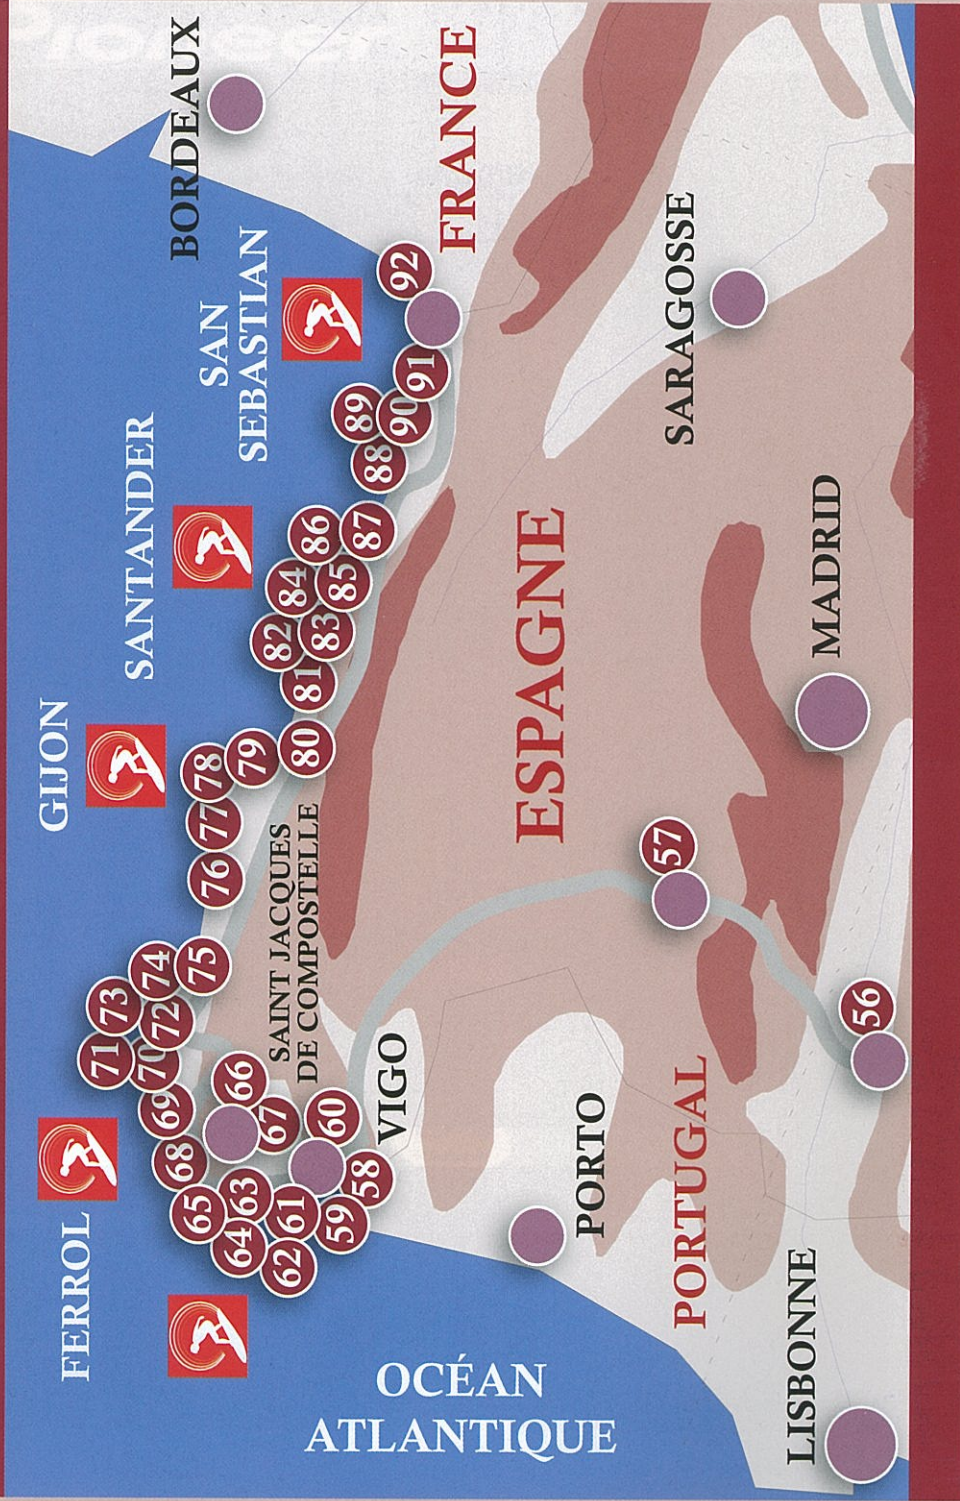 BORDEAUX
FRANCE
SAN
SEBASTIAN
SANTANDER
GIJON
FERROL
SARAGOSSE
MADRID
ESPAGNE
SAINT JACQUES
DE COMPOSTELLE
VIGO
PORTO
PORTUGAL
LISBONNE
OCÉAN
ATLANTIQUE
56
57
58
59
60
61
62
63
64
65
66
67
68
69
70
71
72
73
74
75
76
77
78
79
80
81
82
83
84
85
86
87
88
89
90
91
92